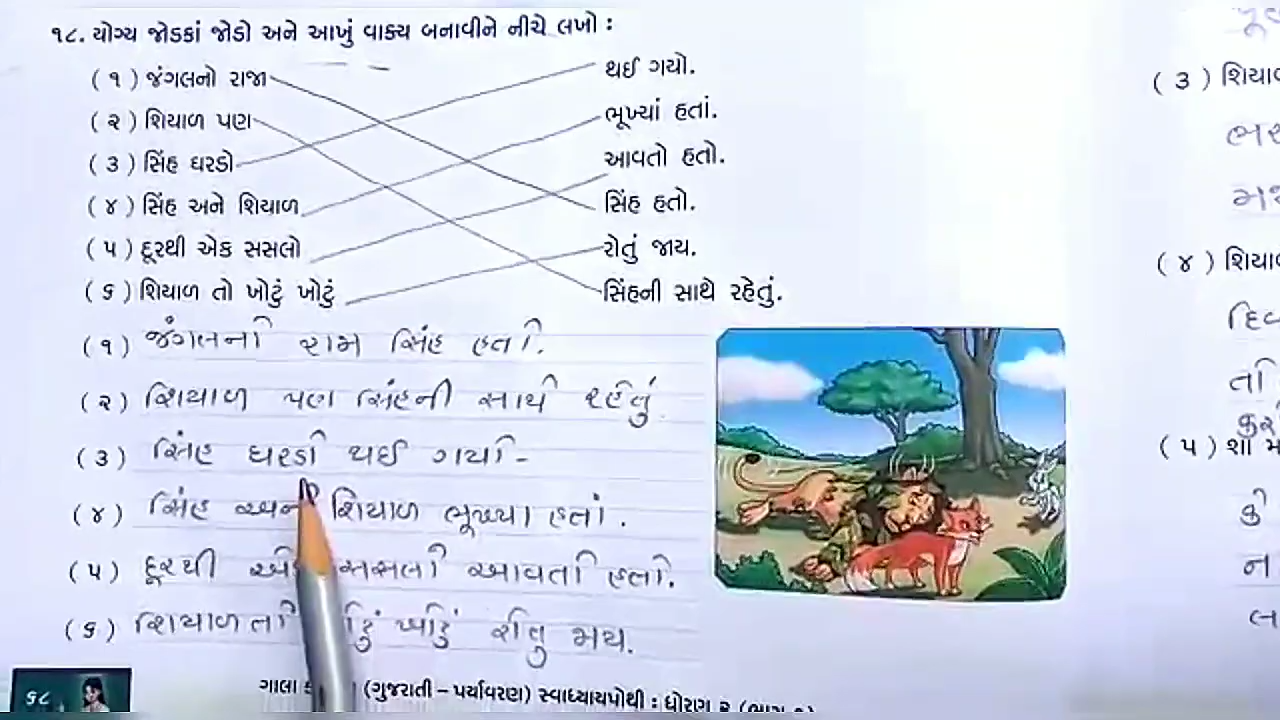 ૧૮. યોગ્ય જોડકાં જોડો અને આખું વાક્ય બનાવીને નીચે લખો :
( ૧ ) જંગલનો રાજા થઈ ગયો.
( ૨ ) શિયાળ પણ ભૂખ્યાં હતાં.
( ૩ ) સિંહ ઘરડો આવતો હતો.
( ૪ ) સિંહ અને શિયાળ સિંહ હતો.
( ૫ ) દૂરથી એક સસલો રોતું જાય.
( ૬ ) શિયાળ તો ખોટું ખોટું સિંહની સાથે રહેતું.
(૧) જંગલનો રાજા સિંહ હતો.
(૨) શિયાળ પણ સિંહની સાથે રહેતું
(૩) સિંહ ઘરડો થઈ ગયો-
(૪) સિંહ શિયાળ ભૂખ્યા હતાં.
(૫) દૂરથી સસલો આવતો હતો.
(૬) શિયાળ તો ખોટું રોતુ જાય.
૬૮ ગાલા (ગુજરાતી – પર્યાવરણ) સ્વાધ્યાયપોથી : ધોરણ ૨
( ૩ )
( ૪ )
( ૫ ) શા